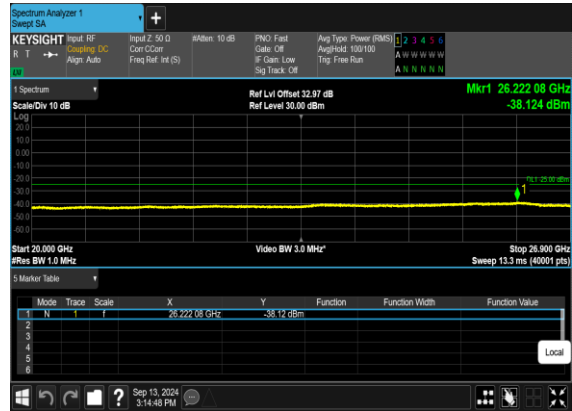 Spectrum Analyzer 1
Swept SA
+
KEYSIGHT Input: RF Input Z: 50 Ω #Atten: 10 dB PNO: Fast Avg Type: Power (RMS) 1 2 3 4 5 6
R T Coupling: DC Corr CCorr Gate: Off Avg|Hold: 100/100 A W W W W W
Align: Auto Freq Ref: Int (S) IF Gain: Low Trig: Free Run
Sig Track: Off A N N N N N
1 Spectrum Ref Lvl Offset 32.97 dB Mkr1 26.222 08 GHz
Scale/Div 10 dB Ref Level 30.00 dBm -38.124 dBm
Log
20.0
10.0
0.00
-10.0
-20.0
DL1 -25.00 dBm
-30.0
1
-40.0
-50.0
-60.0
Start 20.000 GHz Video BW 3.0 MHz* Stop 26.900 GHz
#Res BW 1.0 MHz Sweep 13.3 ms (40001 pts)
5 Marker Table
Mode Trace Scale X Y Function Function Width Function Value
1 N 1 f 26.222 08 GHz -38.12 dBm
2
3
4
5
6
Local
? Sep 13, 2024
3:14:48 PM